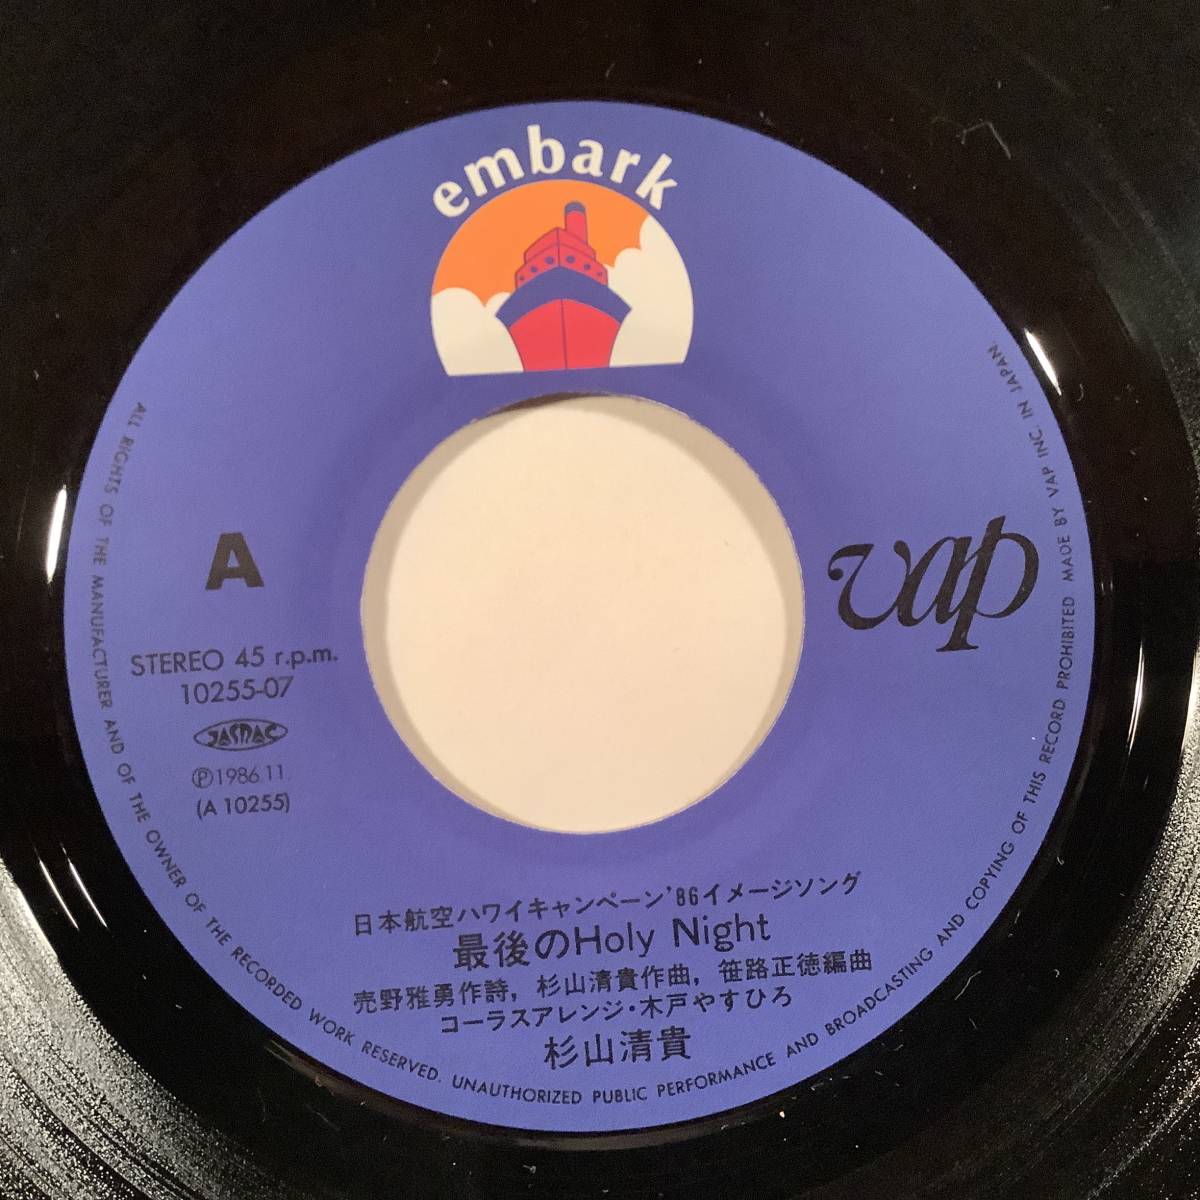 embark
vap
A
STEREO 45 r.p.m.
10255-07
JASRAC
Ⓟ1986.11.
(A 10255)
日本航空ハワイキャンペーン'86イメージソング
最後のHoly Night
売野雅勇作詩, 杉山清貴作曲, 笹路正徳編曲
コーラスアレンジ・木戸やすひろ
杉山清貴
ALL RIGHTS OF THE MANUFACTURER AND OF THE OWNER OF THE RECORDED WORK RESERVED. UNAUTHORIZED PUBLIC PERFORMANCE AND BROADCASTING AND COPYING OF THIS RECORD PROHIBITED MADE BY VAP INC. IN JAPAN.